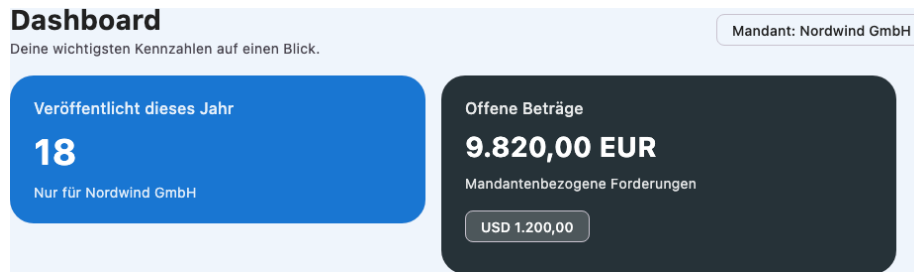 Dashboard
Deine wichtigsten Kennzahlen auf einen Blick.
Mandant: Nordwind GmbH
Veröffentlicht dieses Jahr
18
Nur für Nordwind GmbH
Offene Beträge
9.820,00 EUR
Mandantenbezogene Forderungen
USD 1.200,00